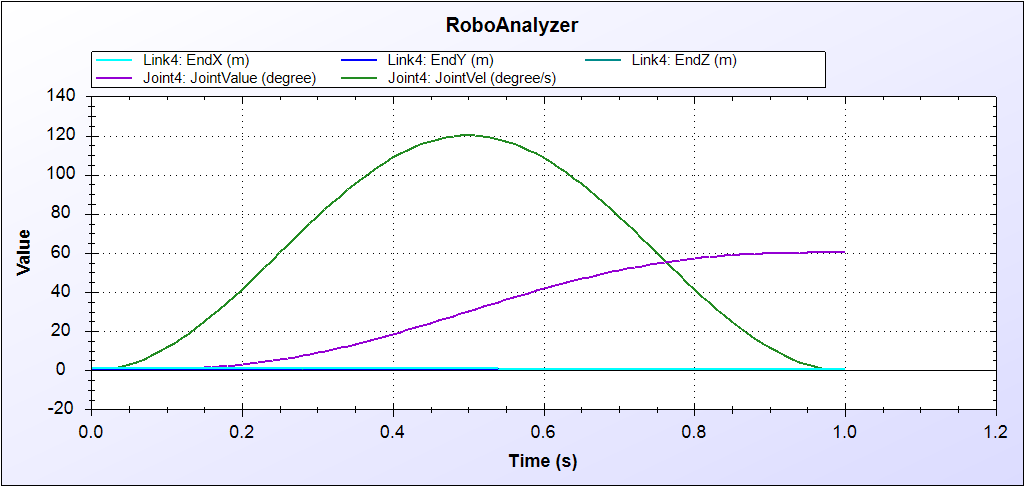 RoboAnalyzer
Link4: EndX (m) Link4: EndY (m) Link4: EndZ (m)
Joint4: JointValue (degree) Joint4: JointVel (degree/s)
140
120
100
80
60
40
20
0
-20
Value
0.0 0.2 0.4 0.6 0.8 1.0 1.2
Time (s)